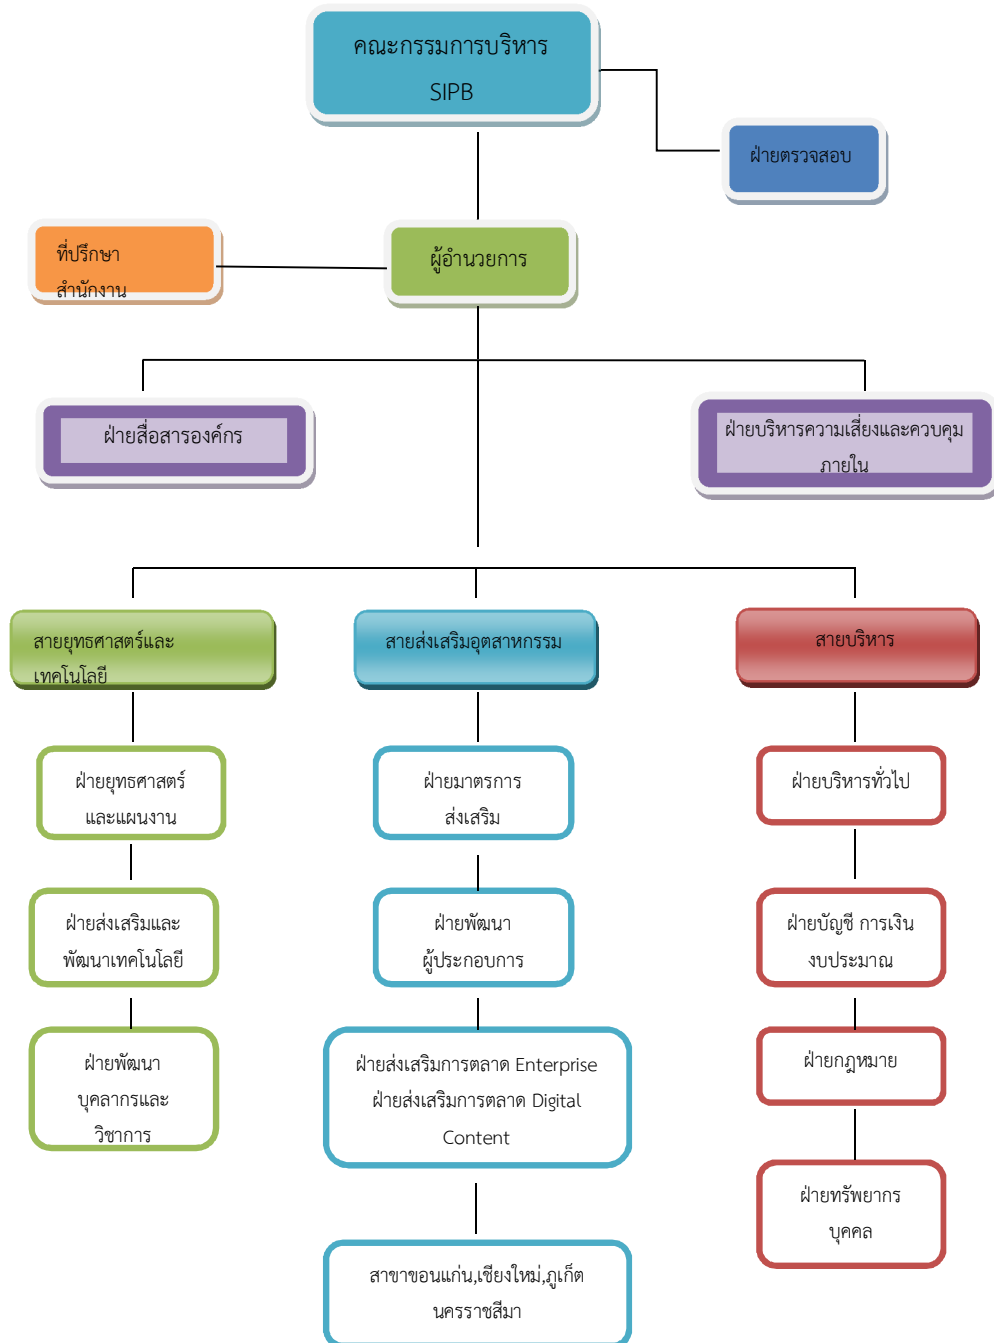 คณะกรรมการบริหาร
SIPB
ฝ่ายตรวจสอบ
ที่ปรึกษา
สำนักงาน
ผู้อำนวยการ
ฝ่ายสื่อสารองค์กร
ฝ่ายบริหารความเสี่ยงและควบคุม
ภายใน
สายยุทธศาสตร์และ
เทคโนโลยี
สายส่งเสริมอุตสาหกรรม
สายบริหาร
ฝ่ายยุทธศาสตร์
และแผนงาน
ฝ่ายมาตรการ
ส่งเสริม
ฝ่ายบริหารทั่วไป
ฝ่ายส่งเสริมและ
พัฒนาเทคโนโลยี
ฝ่ายพัฒนา
ผู้ประกอบการ
ฝ่ายบัญชี การเงิน
งบประมาณ
ฝ่ายพัฒนา
บุคลากรและ
วิชาการ
ฝ่ายส่งเสริมการตลาด Enterprise
ฝ่ายส่งเสริมการตลาด Digital
Content
ฝ่ายกฎหมาย
ฝ่ายทรัพยากร
บุคคล
สาขาขอนแก่น,เชียงใหม่,ภูเก็ต
นครราชสีมา